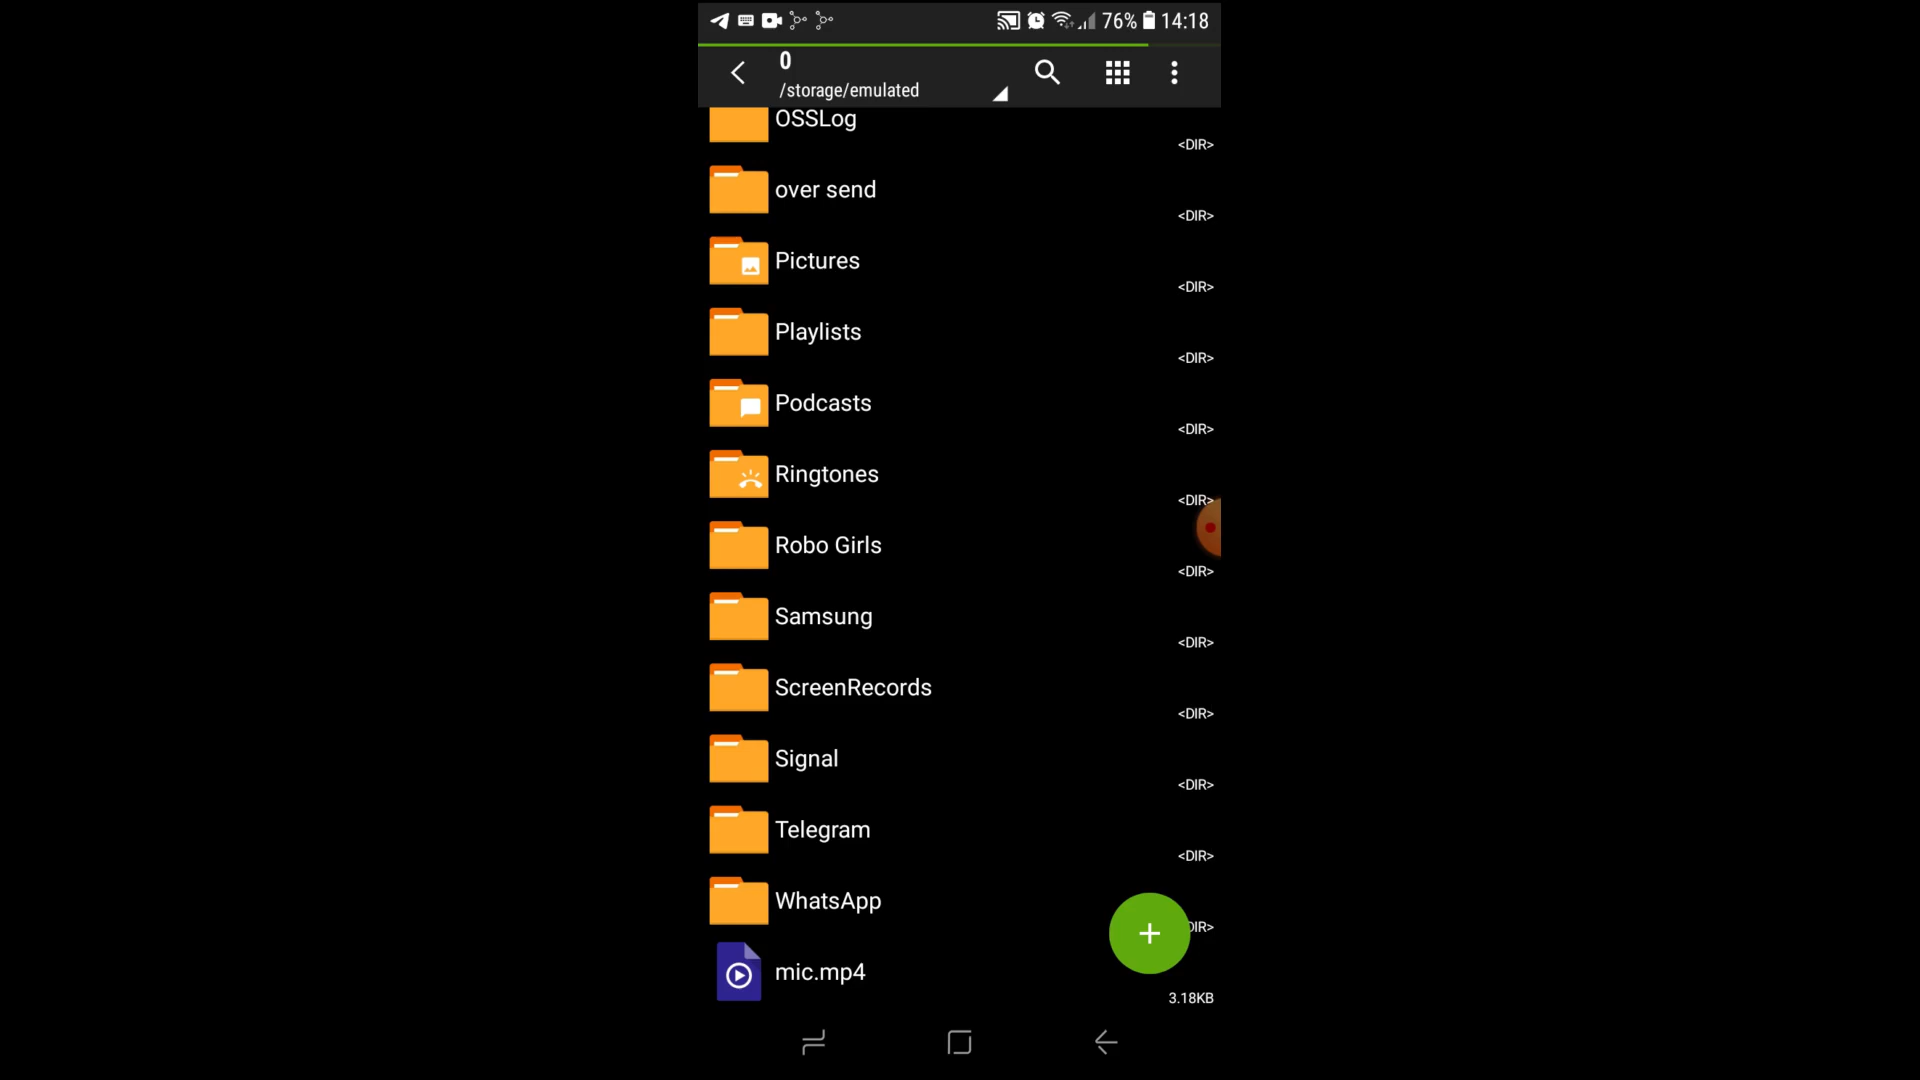 76% 14:18
0
/storage/emulated
OSSLog
<DIR>
over send
<DIR>
Pictures
<DIR>
Playlists
<DIR>
Podcasts
<DIR>
Ringtones
<DIR>
Robo Girls
<DIR>
Samsung
<DIR>
ScreenRecords
<DIR>
Signal
<DIR>
Telegram
<DIR>
WhatsApp
DIR>
mic.mp4
3.18KB